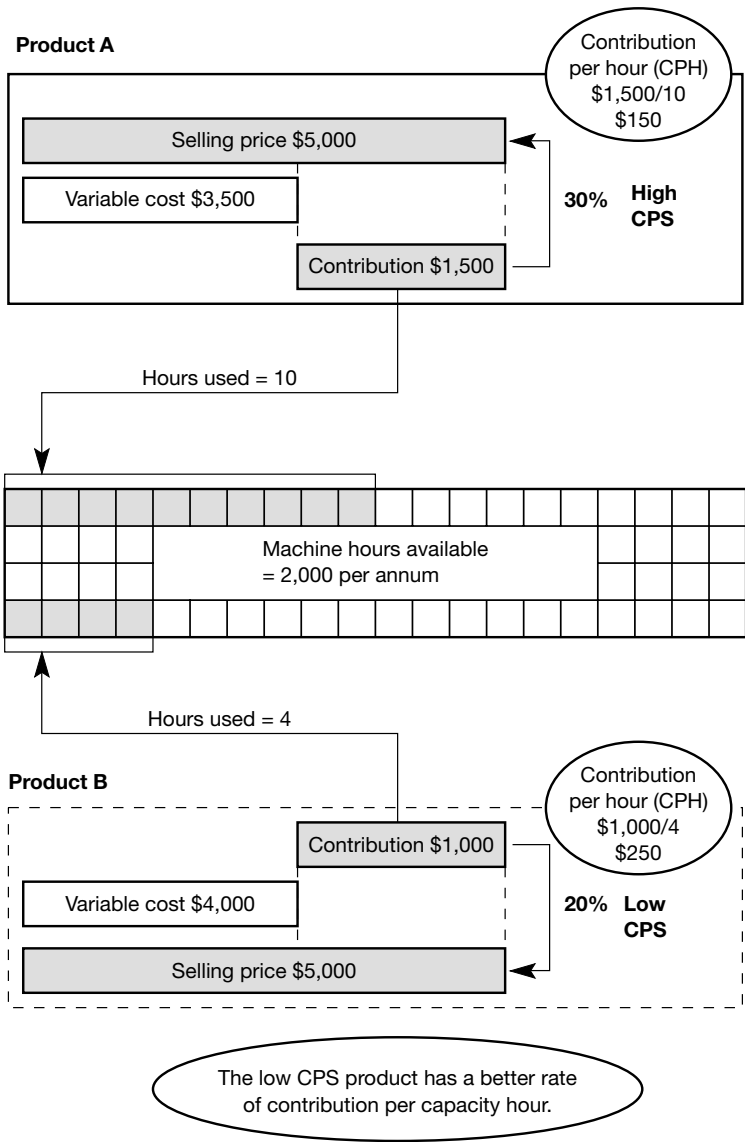 Product A
Contribution
per hour (CPH)
$1,500/10
$150
Selling price $5,000
Variable cost $3,500
30% High
CPS
Contribution $1,500
Hours used = 10
Machine hours available
= 2,000 per annum
Hours used = 4
Product B
Contribution
per hour (CPH)
$1,000/4
$250
Contribution $1,000
Variable cost $4,000
20% Low
CPS
Selling price $5,000
The low CPS product has a better rate
of contribution per capacity hour.